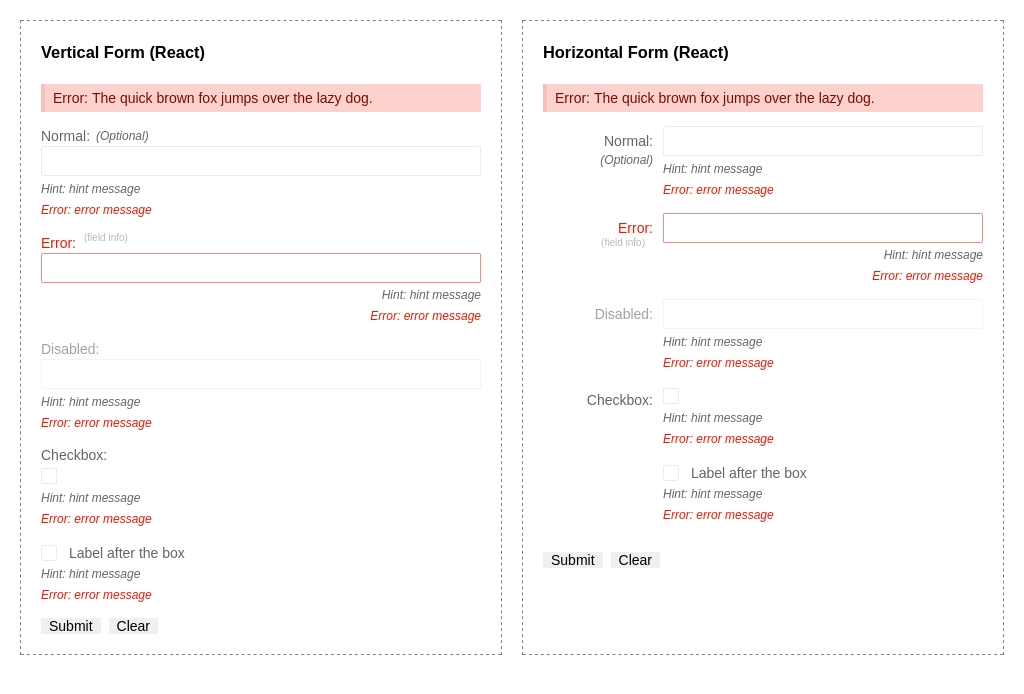 Vertical Form (React)
Error: The quick brown fox jumps over the lazy dog.
Normal: (Optional)
Hint: hint message
Error: error message
Error: (field info)
Hint: hint message
Error: error message
Disabled:
Hint: hint message
Error: error message
Checkbox:
Hint: hint message
Error: error message
Label after the box
Hint: hint message
Error: error message
Submit Clear
Horizontal Form (React)
Error: The quick brown fox jumps over the lazy dog.
Normal:
(Optional)
Hint: hint message
Error: error message
Error:
(field info)
Hint: hint message
Error: error message
Disabled:
Hint: hint message
Error: error message
Checkbox:
Hint: hint message
Error: error message
Label after the box
Hint: hint message
Error: error message
Submit Clear